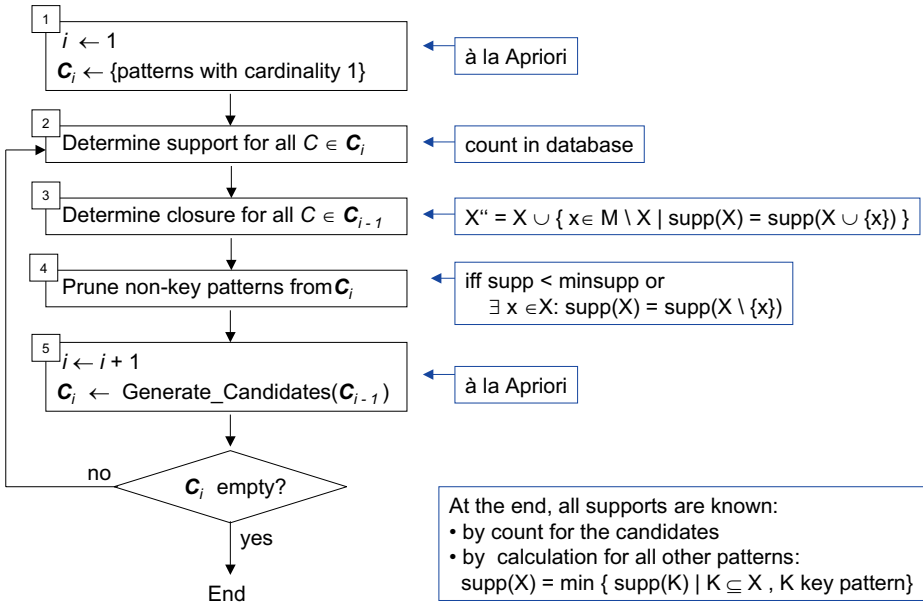 1
i ← 1
C_i ← {patterns with cardinality 1}
à la Apriori
2
Determine support for all C ∈ C_i
count in database
3
Determine closure for all C ∈ C_{i-1}
X“ = X ∪ { x∈ M \ X | supp(X) = supp(X ∪ {x}) }
4
Prune non-key patterns from C_i
iff supp < minsupp or
∃ x ∈X: supp(X) = supp(X \ {x})
5
i ← i + 1
C_i ← Generate_Candidates(C_{i-1})
à la Apriori
no
C_i empty?
yes
End
At the end, all supports are known:
• by count for the candidates
• by calculation for all other patterns:
supp(X) = min { supp(K) | K ⊆ X , K key pattern}